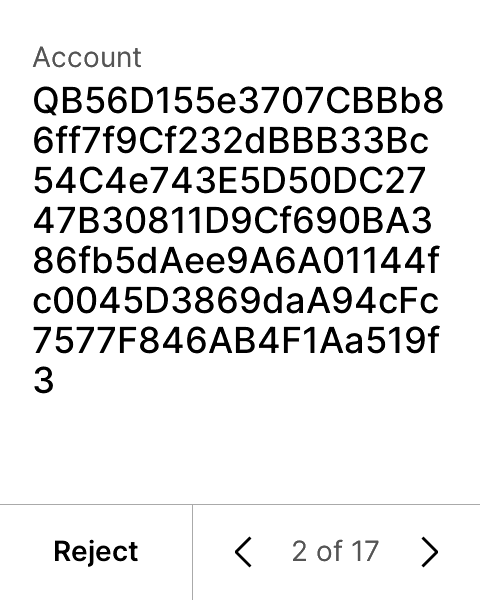 Account
QB56D155e3707CBBb8
6ff7f9Cf232dBBB33Bc
54C4e743E5D50DC27
47B30811D9Cf690BA3
86fb5dAee9A6A01144f
c0045D3869daA94cFc
7577F846AB4F1Aa519f
3
Reject
2 of 17